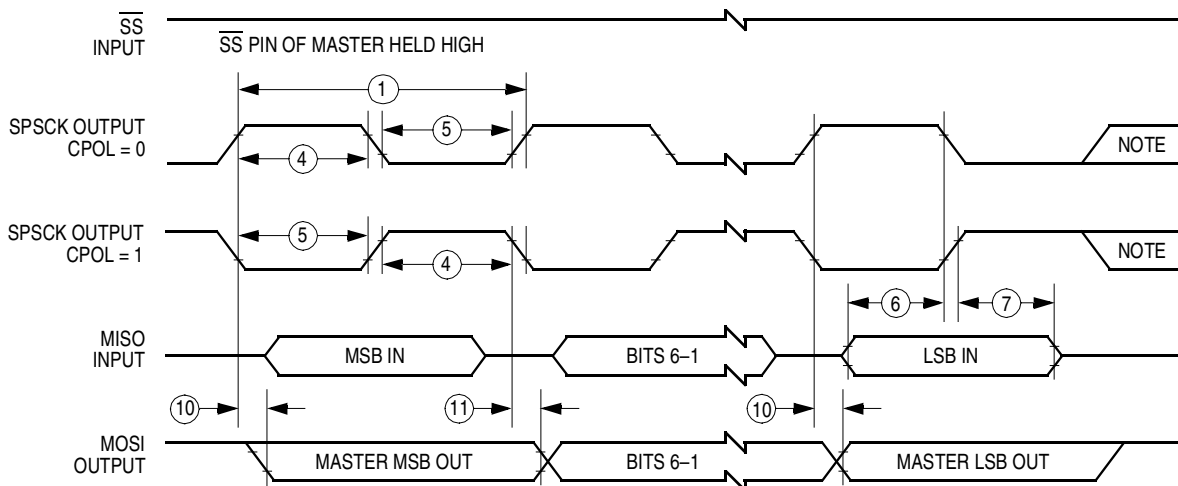 SS
INPUT
SS PIN OF MASTER HELD HIGH
1
SPSCK OUTPUT
CPOL = 0
5
4
NOTE
SPSCK OUTPUT
CPOL = 1
5
4
NOTE
6
7
MISO
INPUT
MSB IN
BITS 6–1
LSB IN
10
11
10
MOSI
OUTPUT
MASTER MSB OUT
BITS 6–1
MASTER LSB OUT